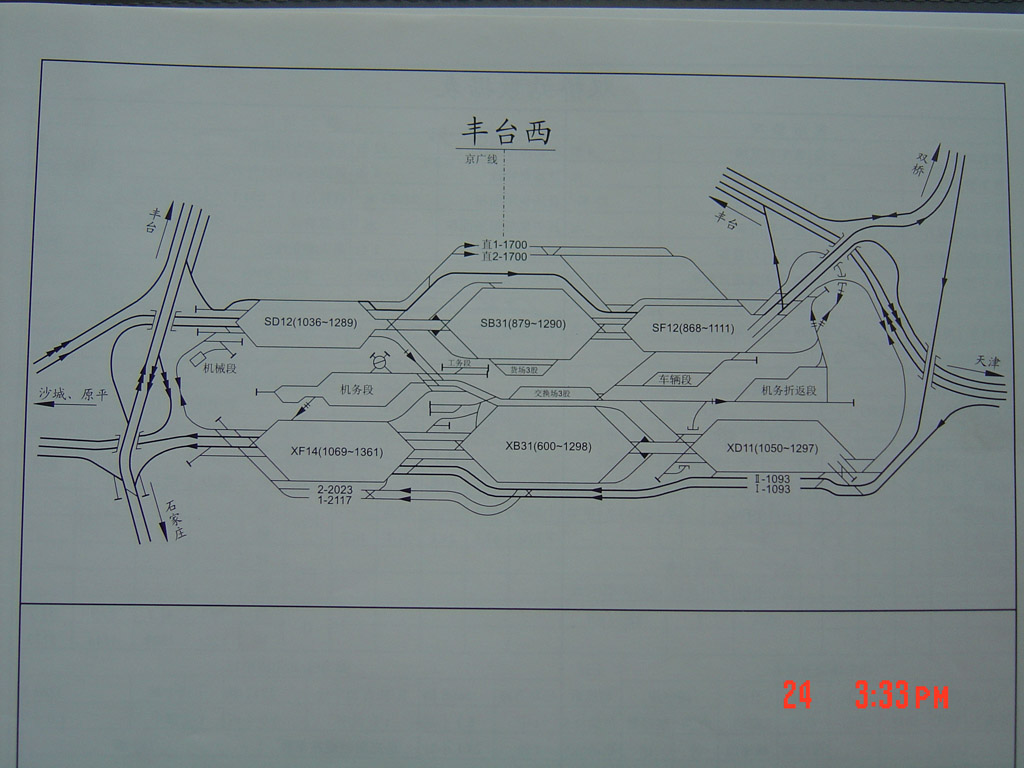 丰台西
京广线
双桥
丰台
丰台
直1-1700
直2-1700
SD12(1036~1289)
SB31(879~1290)
SF12(868~1111)
机械段
工务段
货场3股
天津
沙城、原平
机务段
交换场3股
车辆段
机务折返段
XF14(1069~1361)
XB31(600~1298)
XD11(1050~1297)
2-2023
1-2117
Ⅱ-1093
Ⅰ-1093
石家庄
24 3:33PM